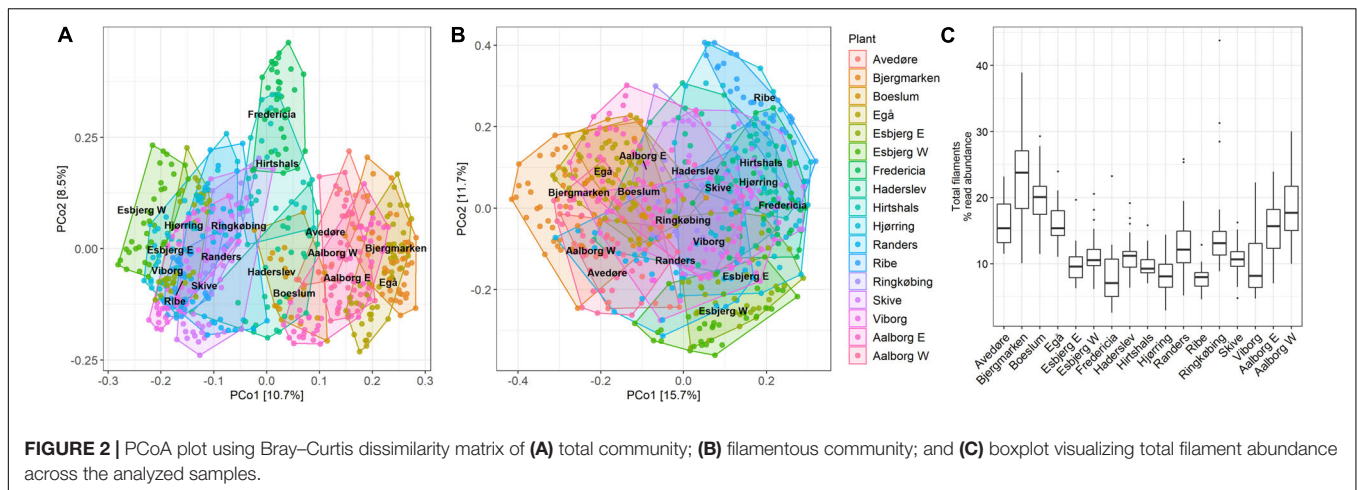 A
PCo2 [8.5%]
0.25
0.00
-0.25
Fredericia
Hirtshals
Esbjerg W
Hjørring
Ringkøbing
Esbjerg E
Randers
Viborg
Skive
Ribe
Haderslev
Boeslum
Avedøre
Aalborg W
Bjergmarken
Aalborg E
Egå
-0.3 -0.2 -0.1 0.0 0.1 0.2 0.3
PCo1 [10.7%]
B
PCo2 [11.7%]
0.4
0.2
0.0
-0.2
Ribe
Aalborg E
Egå
Haderslev
Hirtshals
Bjergmarken
Boeslum
Skive
Hjørring
Fredericia
Ringkøbing
Viborg
Aalborg W
Randers
Avedøre
Esbjerg E
Esbjerg W
-0.4 -0.2 0.0 0.2
PCo1 [15.7%]
Plant
Avedøre
Bjergmarken
Boeslum
Egå
Esbjerg E
Esbjerg W
Fredericia
Haderslev
Hirtshals
Hjørring
Randers
Ribe
Ringkøbing
Skive
Viborg
Aalborg E
Aalborg W
C
Total filaments
% read abundance
40
30
20
10
Avedøre
Bjergmarken
Boeslum
Egå
Esbjerg E
Esbjerg W
Fredericia
Haderslev
Hirtshals
Hjørring
Randers
Ribe
Ringkøbing
Skive
Viborg
Aalborg E
Aalborg W
FIGURE 2 | PCoA plot using Bray–Curtis dissimilarity matrix of (A) total community; (B) filamentous community; and (C) boxplot visualizing total filament abundance
across the analyzed samples.